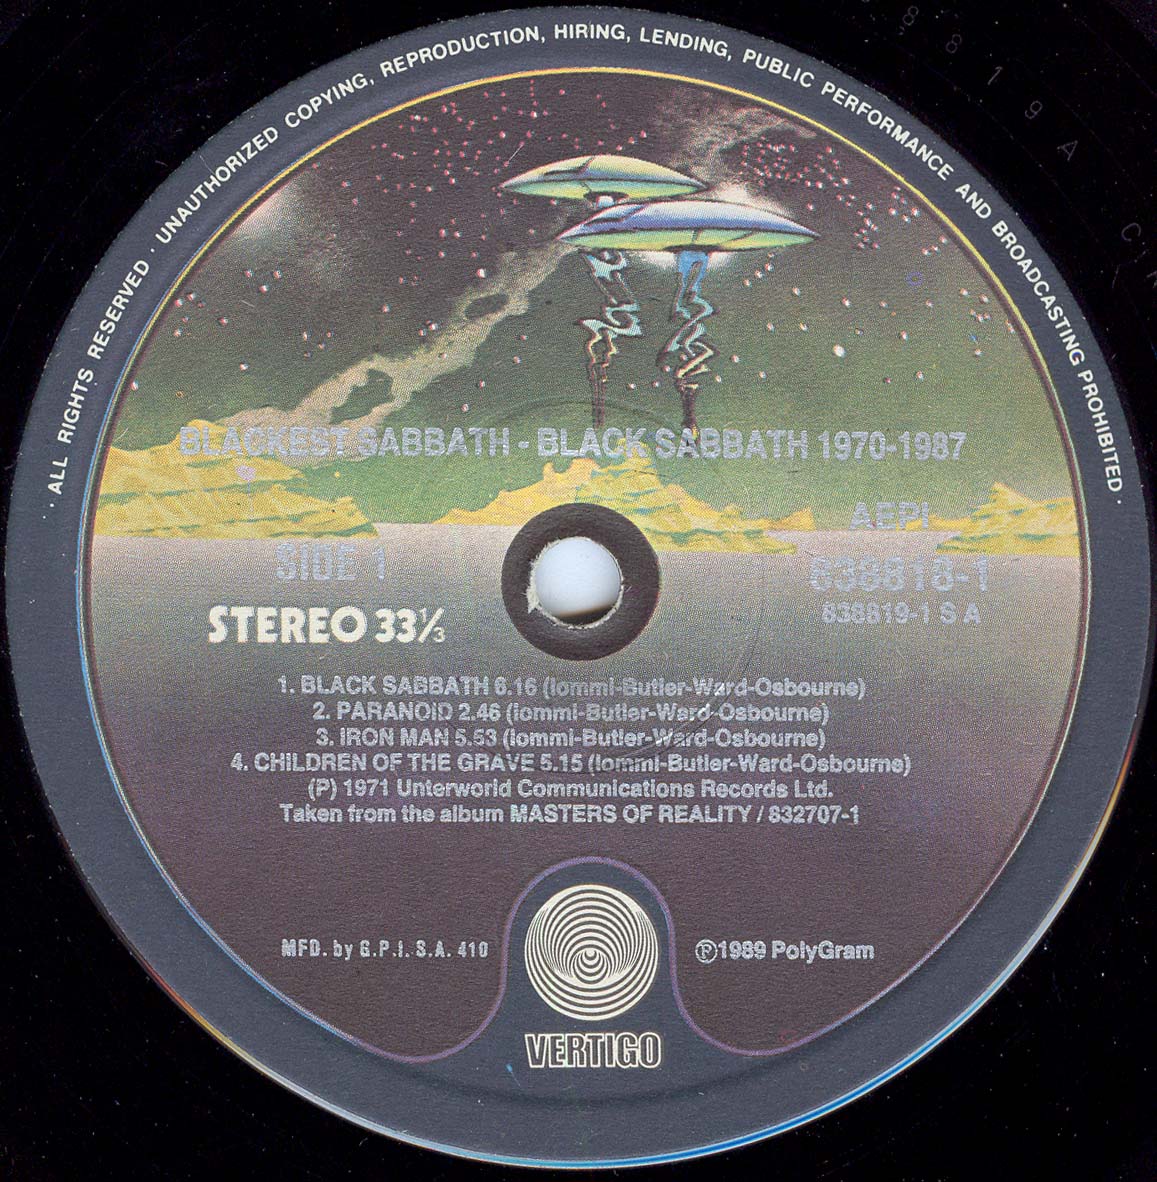 · ALL RIGHTS RESERVED · UNAUTHORIZED COPYING, REPRODUCTION, HIRING, LENDING, PUBLIC PERFORMANCE AND BROADCASTING PROHIBITED ·
BLACKEST SABBATH - BLACK SABBATH 1970-1987
AEPI
SIDE 1
838818-1
STEREO 33⅓
838819-1 S A
1. BLACK SABBATH 6.16 (Iommi-Butler-Ward-Osbourne)
2. PARANOID 2.46 (Iommi-Butler-Ward-Osbourne)
3. IRON MAN 5.53 (Iommi-Butler-Ward-Osbourne)
4. CHILDREN OF THE GRAVE 5.15 (Iommi-Butler-Ward-Osbourne)
(P) 1971 Unterworld Communications Records Ltd.
Taken from the album MASTERS OF REALITY / 832707-1
MFD. by G.P.I. S.A. 410
℗1989 PolyGram
VERTIGO